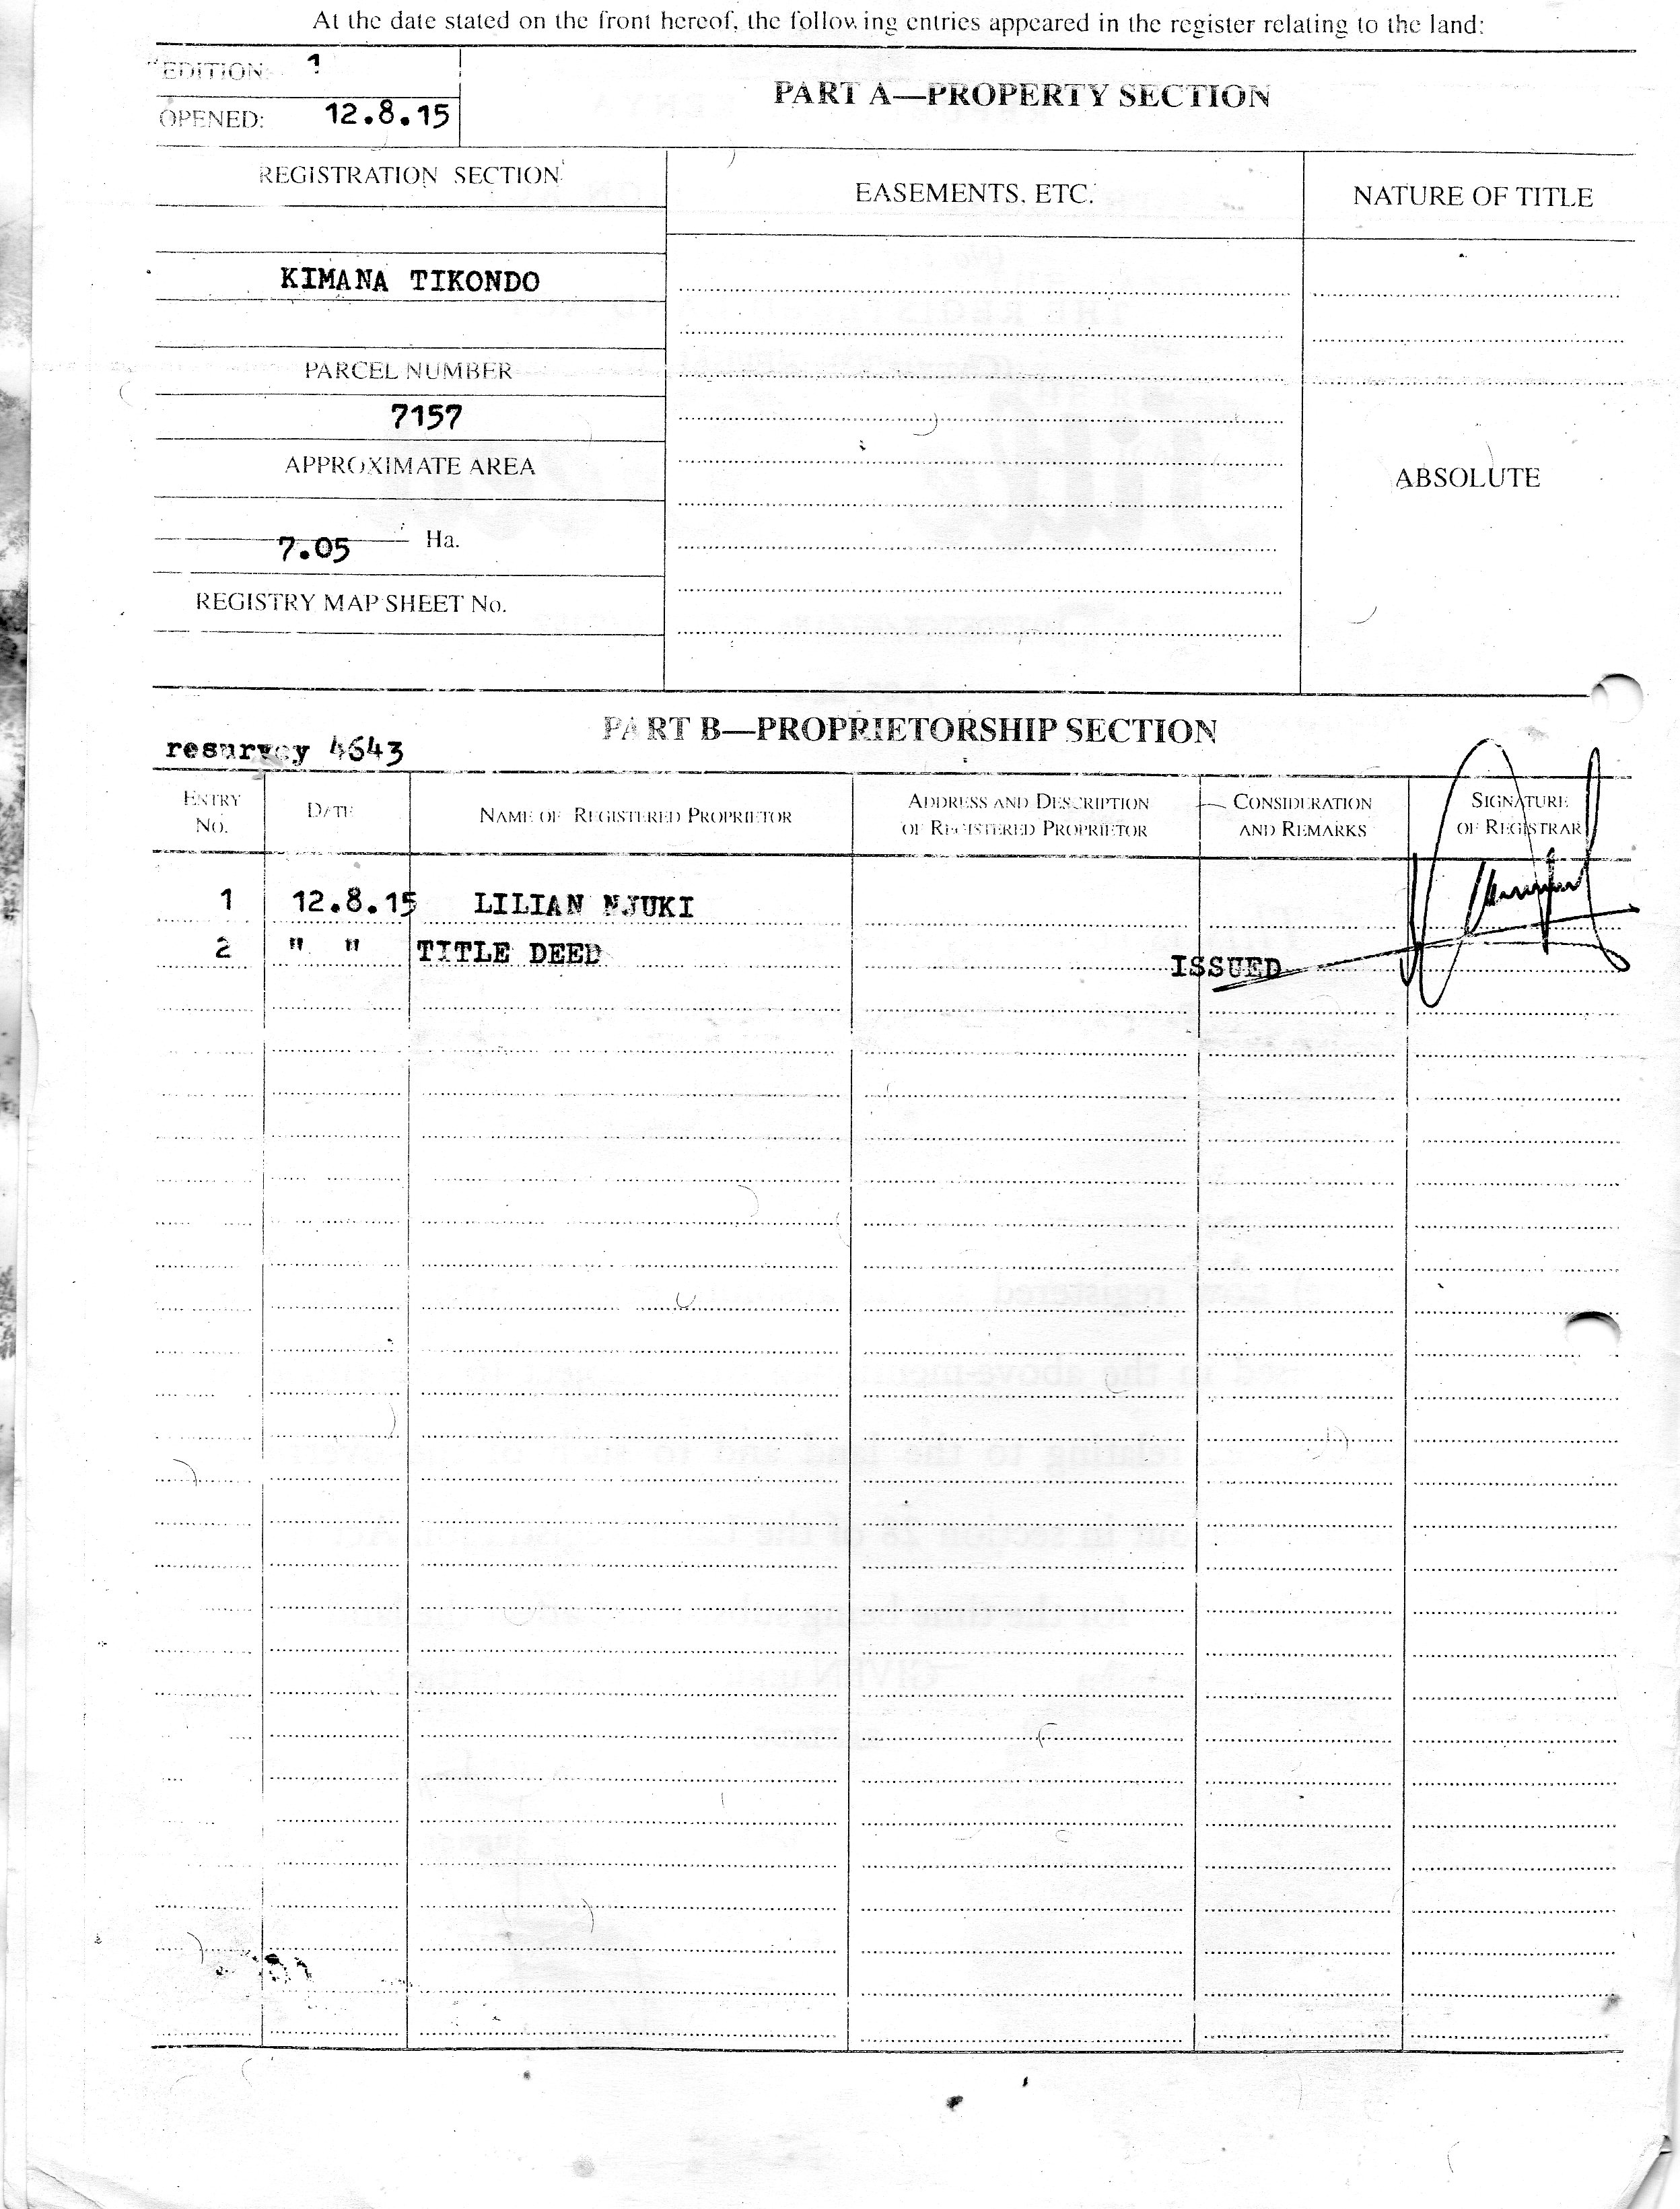 At the date stated on the front hereof, the following entries appeared in the register relating to the land:
EDITION: 1
OPENED: 12.8.15
PART A—PROPERTY SECTION
REGISTRATION SECTION
EASEMENTS, ETC.
NATURE OF TITLE
KIMANA TIKONDO
PARCEL NUMBER
7157
APPROXIMATE AREA
ABSOLUTE
7.05 Ha.
REGISTRY MAP SHEET No.
PART B—PROPRIETORSHIP SECTION
resurvey 4643
ENTRY No.
DATE
NAME OF REGISTERED PROPRIETOR
ADDRESS AND DESCRIPTION OF REGISTERED PROPRIETOR
CONSIDERATION AND REMARKS
SIGNATURE OF REGISTRAR
1 12.8.15 LILIAN NJUKI
2 " " TITLE DEED ISSUED